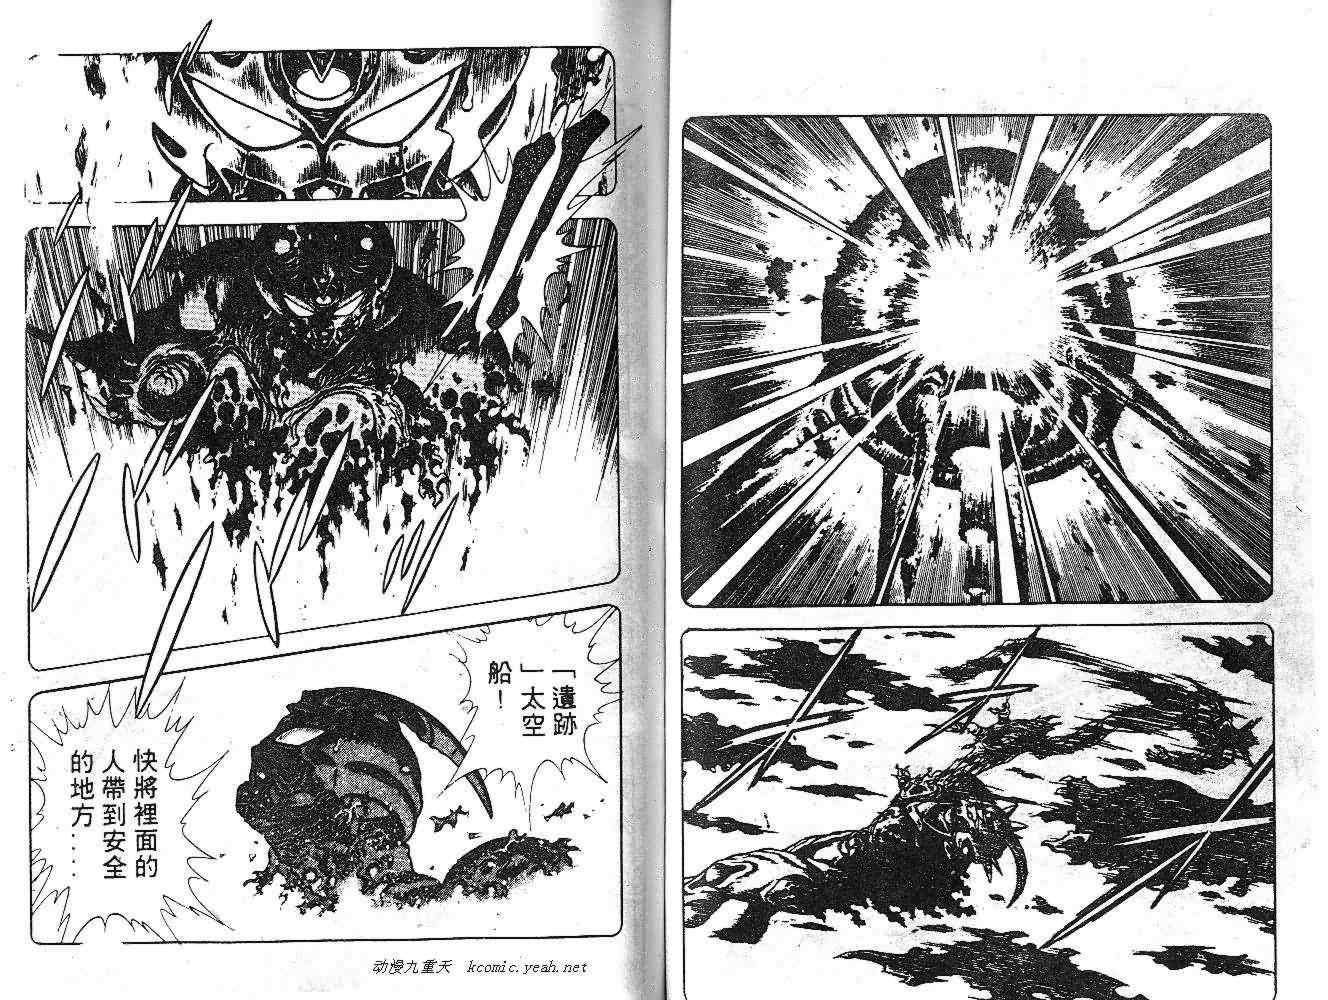 「遺跡
」太空
船！
快將裡面的
人帶到安全
的地方‥‥
动漫九重天 kcomic.yeah.net